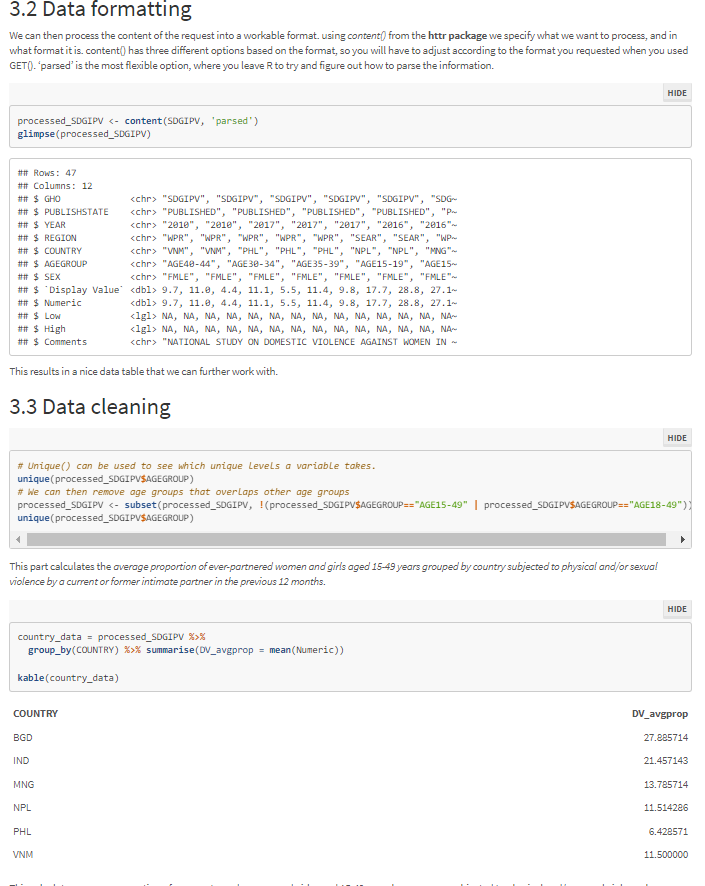 3.2 Data formatting
We can then process the content of the request into a workable format. using content() from the httr package we specify what we want to process, and in
what format it is. content() has three different options based on the format, so you will have to adjust according to the format you requested when you used
GET(). 'parsed' is the most flexible option, where you leave R to try and figure out how to parse the information.
HIDE
processed_SDGIPV <- content(SDGIPV, 'parsed')
glimpse(processed_SDGIPV)
## Rows: 47
## Columns: 12
## $ GHO <chr> "SDGIPV", "SDGIPV", "SDGIPV", "SDGIPV", "SDGIPV", "SDG~
## $ PUBLISHSTATE <chr> "PUBLISHED", "PUBLISHED", "PUBLISHED", "PUBLISHED", "P~
## $ YEAR <chr> "2010", "2010", "2017", "2017", "2017", "2016", "2016"~
## $ REGION <chr> "WPR", "WPR", "WPR", "WPR", "WPR", "SEAR", "SEAR", "WP~
## $ COUNTRY <chr> "VNM", "VNM", "PHL", "PHL", "PHL", "NPL", "NPL", "MNG"~
## $ AGEGROUP <chr> "AGE40-44", "AGE30-34", "AGE35-39", "AGE15-19", "AGE15~
## $ SEX <chr> "FMLE", "FMLE", "FMLE", "FMLE", "FMLE", "FMLE", "FMLE"~
## $ `Display Value` <dbl> 9.7, 11.0, 4.4, 11.1, 5.5, 11.4, 9.8, 17.7, 28.8, 27.1~
## $ Numeric <dbl> 9.7, 11.0, 4.4, 11.1, 5.5, 11.4, 9.8, 17.7, 28.8, 27.1~
## $ Low <lgl> NA, NA, NA, NA, NA, NA, NA, NA, NA, NA, NA, NA, NA, NA~
## $ High <lgl> NA, NA, NA, NA, NA, NA, NA, NA, NA, NA, NA, NA, NA, NA~
## $ Comments <chr> "NATIONAL STUDY ON DOMESTIC VIOLENCE AGAINST WOMEN IN ~
This results in a nice data table that we can further work with.
3.3 Data cleaning
HIDE
# Unique() can be used to see which unique levels a variable takes.
unique(processed_SDGIPV$AGEGROUP)
# We can then remove age groups that overlaps other age groups
processed_SDGIPV <- subset(processed_SDGIPV, !(processed_SDGIPV$AGEGROUP=="AGE15-49" | processed_SDGIPV$AGEGROUP=="AGE18-49"))
unique(processed_SDGIPV$AGEGROUP)
This part calculates the average proportion of ever-partnered women and girls aged 15-49 years grouped by country subjected to physical and/or sexual
violence by a current or former intimate partner in the previous 12 months.
HIDE
country_data = processed_SDGIPV %>%
group_by(COUNTRY) %>% summarise(DV_avgprop = mean(Numeric))
kable(country_data)
COUNTRY DV_avgprop
BGD 27.885714
IND 21.457143
MNG 13.785714
NPL 11.514286
PHL 6.428571
VNM 11.500000